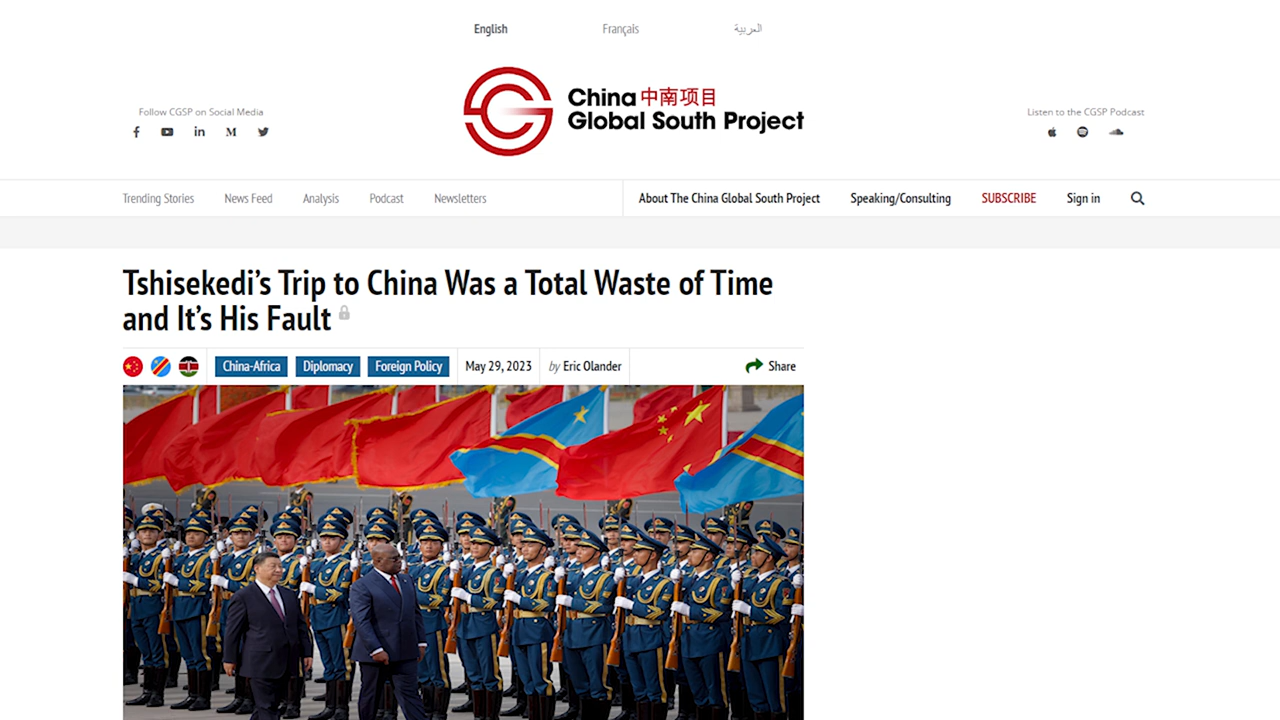 English
Français
العربية
Follow CGSP on Social Media
China 中南项目
Global South Project
Listen to the CGSP Podcast
Trending Stories
News Feed
Analysis
Podcast
Newsletters
About The China Global South Project
Speaking/Consulting
SUBSCRIBE
Sign in
Tshisekedi’s Trip to China Was a Total Waste of Time
and It’s His Fault
China-Africa
Diplomacy
Foreign Policy
May 29, 2023
by Eric Olander
Share